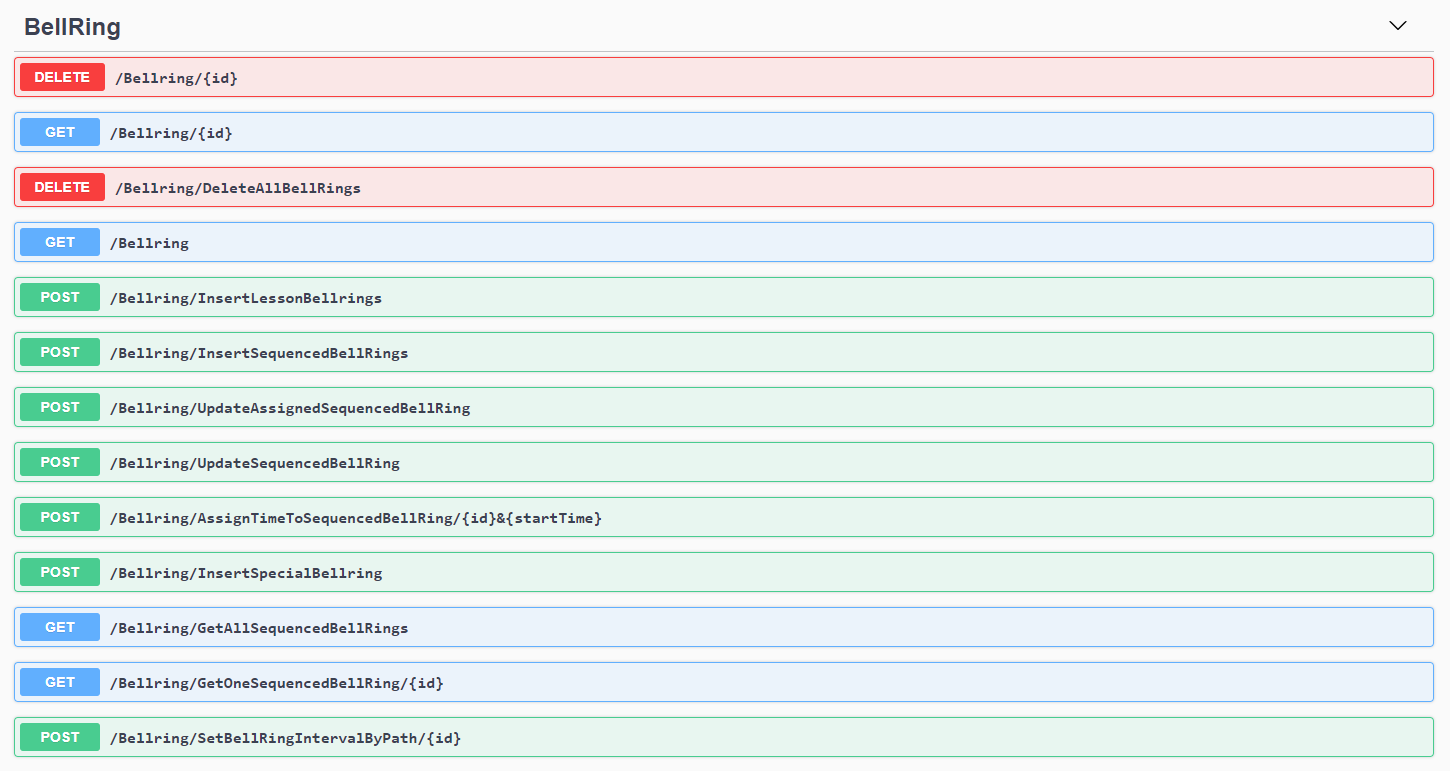 BellRing
DELETE /Bellring/{id}
GET /Bellring/{id}
DELETE /Bellring/DeleteAllBellRings
GET /Bellring
POST /Bellring/InsertLessonBellrings
POST /Bellring/InsertSequencedBellRings
POST /Bellring/UpdateAssignedSequencedBellRing
POST /Bellring/UpdateSequencedBellRing
POST /Bellring/AssignTimeToSequencedBellRing/{id}&{startTime}
POST /Bellring/InsertSpecialBellring
GET /Bellring/GetAllSequencedBellRings
GET /Bellring/GetOneSequencedBellRing/{id}
POST /Bellring/SetBellRingIntervalByPath/{id}